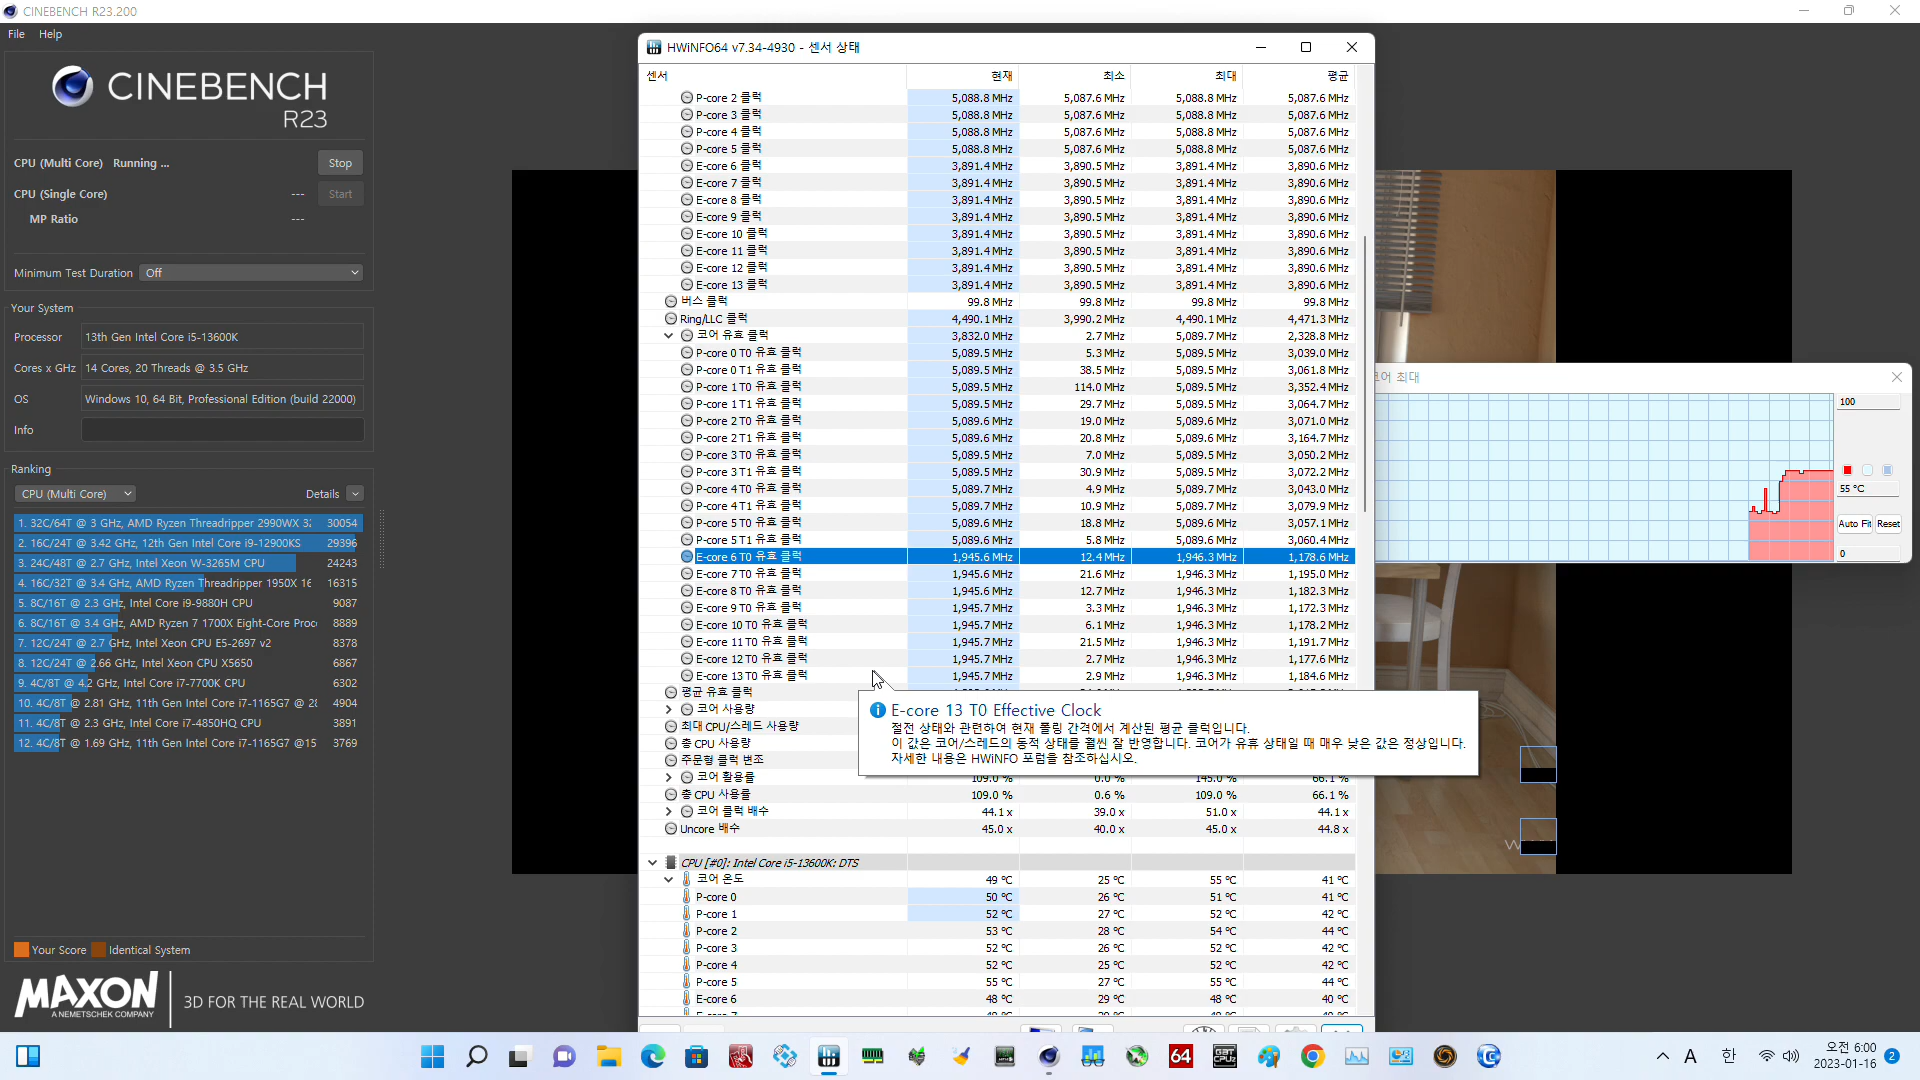 CINEBENCH R23.200
File Help
CINEBENCH
R23
CPU (Multi Core) Running ... Stop
CPU (Single Core) --- Start
MP Ratio ---
Minimum Test Duration Off
Your System
Processor 13th Gen Intel Core i5-13600K
Cores x GHz 14 Cores, 20 Threads @ 3.5 GHz
OS Windows 10, 64 Bit, Professional Edition (build 22000)
Info
Ranking
CPU (Multi Core) Details
1. 32C/64T @ 3 GHz, AMD Ryzen Threadripper 2990WX 32 30054
2. 16C/24T @ 3.42 GHz, 12th Gen Intel Core i9-12900KS 29396
3. 24C/48T @ 2.7 GHz, Intel Xeon W-3265M CPU 24243
4. 16C/32T @ 3.4 GHz, AMD Ryzen Threadripper 1950X 16 16315
5. 8C/16T @ 2.3 GHz, Intel Core i9-9880H CPU 9087
6. 8C/16T @ 3.4 GHz, AMD Ryzen 7 1700X Eight-Core Proc 8889
7. 12C/24T @ 2.7 GHz, Intel Xeon CPU E5-2697 v2 8378
8. 12C/24T @ 2.66 GHz, Intel Xeon CPU X5650 6867
9. 4C/8T @ 4.2 GHz, Intel Core i7-7700K CPU 6302
10. 4C/8T @ 2.81 GHz, 11th Gen Intel Core i7-1165G7 @ 28 4904
11. 4C/8T @ 2.3 GHz, Intel Core i7-4850HQ CPU 3891
12. 4C/8T @ 1.69 GHz, 11th Gen Intel Core i7-1165G7 @15 3769
Your Score Identical System
MAXON
A NEMETSCHEK COMPANY
3D FOR THE REAL WORLD
HWiNFO64 v7.34-4930 - 센서 상태
센서 현재 최소 최대 평균
P-core 2 클럭 5,088.8 MHz 5,087.6 MHz 5,088.8 MHz 5,087.6 MHz
P-core 3 클럭 5,088.8 MHz 5,087.6 MHz 5,088.8 MHz 5,087.6 MHz
P-core 4 클럭 5,088.8 MHz 5,087.6 MHz 5,088.8 MHz 5,087.6 MHz
P-core 5 클럭 5,088.8 MHz 5,087.6 MHz 5,088.8 MHz 5,087.6 MHz
E-core 6 클럭 3,891.4 MHz 3,890.5 MHz 3,891.4 MHz 3,890.6 MHz
E-core 7 클럭 3,891.4 MHz 3,890.5 MHz 3,891.4 MHz 3,890.6 MHz
E-core 8 클럭 3,891.4 MHz 3,890.5 MHz 3,891.4 MHz 3,890.6 MHz
E-core 9 클럭 3,891.4 MHz 3,890.5 MHz 3,891.4 MHz 3,890.6 MHz
E-core 10 클럭 3,891.4 MHz 3,890.5 MHz 3,891.4 MHz 3,890.6 MHz
E-core 11 클럭 3,891.4 MHz 3,890.5 MHz 3,891.4 MHz 3,890.6 MHz
E-core 12 클럭 3,891.4 MHz 3,890.5 MHz 3,891.4 MHz 3,890.6 MHz
E-core 13 클럭 3,891.4 MHz 3,890.5 MHz 3,891.4 MHz 3,890.6 MHz
버스 클럭 99.8 MHz 99.8 MHz 99.8 MHz 99.8 MHz
Ring/LLC 클럭 4,490.1 MHz 3,990.2 MHz 4,490.1 MHz 4,471.3 MHz
코어 유효 클럭 3,832.0 MHz 2.7 MHz 5,089.7 MHz 2,328.8 MHz
P-core 0 T0 유효 클럭 5,089.5 MHz 5.3 MHz 5,089.5 MHz 3,039.0 MHz
P-core 0 T1 유효 클럭 5,089.5 MHz 38.5 MHz 5,089.5 MHz 3,061.8 MHz
P-core 1 T0 유효 클럭 5,089.5 MHz 114.0 MHz 5,089.5 MHz 3,352.4 MHz
P-core 1 T1 유효 클럭 5,089.5 MHz 29.7 MHz 5,089.5 MHz 3,064.7 MHz
P-core 2 T0 유효 클럭 5,089.6 MHz 19.0 MHz 5,089.6 MHz 3,071.0 MHz
P-core 2 T1 유효 클럭 5,089.6 MHz 20.8 MHz 5,089.6 MHz 3,164.7 MHz
P-core 3 T0 유효 클럭 5,089.5 MHz 7.0 MHz 5,089.6 MHz 3,050.2 MHz
P-core 3 T1 유효 클럭 5,089.5 MHz 30.9 MHz 5,089.5 MHz 3,072.2 MHz
P-core 4 T0 유효 클럭 5,089.7 MHz 4.9 MHz 5,089.7 MHz 3,043.0 MHz
P-core 4 T1 유효 클럭 5,089.7 MHz 10.9 MHz 5,089.7 MHz 3,079.9 MHz
P-core 5 T0 유효 클럭 5,089.6 MHz 18.8 MHz 5,089.6 MHz 3,057.1 MHz
P-core 5 T1 유효 클럭 5,089.6 MHz 5.8 MHz 5,089.6 MHz 3,060.4 MHz
E-core 6 T0 유효 클럭 1,945.6 MHz 12.4 MHz 1,946.3 MHz 1,178.6 MHz
E-core 7 T0 유효 클럭 1,945.6 MHz 21.6 MHz 1,946.3 MHz 1,195.0 MHz
E-core 8 T0 유효 클럭 1,945.6 MHz 12.7 MHz 1,946.3 MHz 1,182.3 MHz
E-core 9 T0 유효 클럭 1,945.7 MHz 3.3 MHz 1,946.3 MHz 1,172.3 MHz
E-core 10 T0 유효 클럭 1,945.7 MHz 6.1 MHz 1,946.3 MHz 1,178.2 MHz
E-core 11 T0 유효 클럭 1,945.7 MHz 21.5 MHz 1,946.3 MHz 1,191.7 MHz
E-core 12 T0 유효 클럭 1,945.7 MHz 2.7 MHz 1,946.3 MHz 1,177.6 MHz
E-core 13 T0 유효 클럭 1,945.7 MHz 2.9 MHz 1,946.3 MHz 1,184.6 MHz
평균 유효 클럭
코어 사용량
최대 CPU/스레드 사용량
총 CPU 사용량
주문형 클럭 변조
코어 활용률 109.0 % 0.0 % 145.0 % 66.1 %
총 CPU 사용률 109.0 % 0.6 % 109.0 % 66.1 %
코어 클럭 배수 44.1 x 39.0 x 51.0 x 44.1 x
Uncore 배수 45.0 x 40.0 x 45.0 x 44.8 x
E-core 13 T0 Effective Clock
절전 상태와 관련하여 현재 폴링 간격에서 계산된 평균 클럭입니다.
이 값은 코어/스레드의 동적 상태를 훨씬 잘 반영합니다. 코어가 유휴 상태일 때 매우 낮은 값은 정상입니다.
자세한 내용은 HWiNFO 포럼을 참조하십시오.
CPU [#0]: Intel Core i5-13600K: DTS
코어 온도 49 ℃ 25 ℃ 55 ℃ 41 ℃
P-core 0 50 ℃ 26 ℃ 51 ℃ 41 ℃
P-core 1 52 ℃ 27 ℃ 52 ℃ 42 ℃
P-core 2 53 ℃ 28 ℃ 54 ℃ 44 ℃
P-core 3 52 ℃ 26 ℃ 52 ℃ 42 ℃
P-core 4 52 ℃ 25 ℃ 52 ℃ 42 ℃
P-core 5 55 ℃ 27 ℃ 55 ℃ 44 ℃
E-core 6 48 ℃ 29 ℃ 48 ℃ 40 ℃
코어 최대
100
55 ℃
Auto Fit Reset
0
64
A 한 오전 6:00
2023-01-16 2